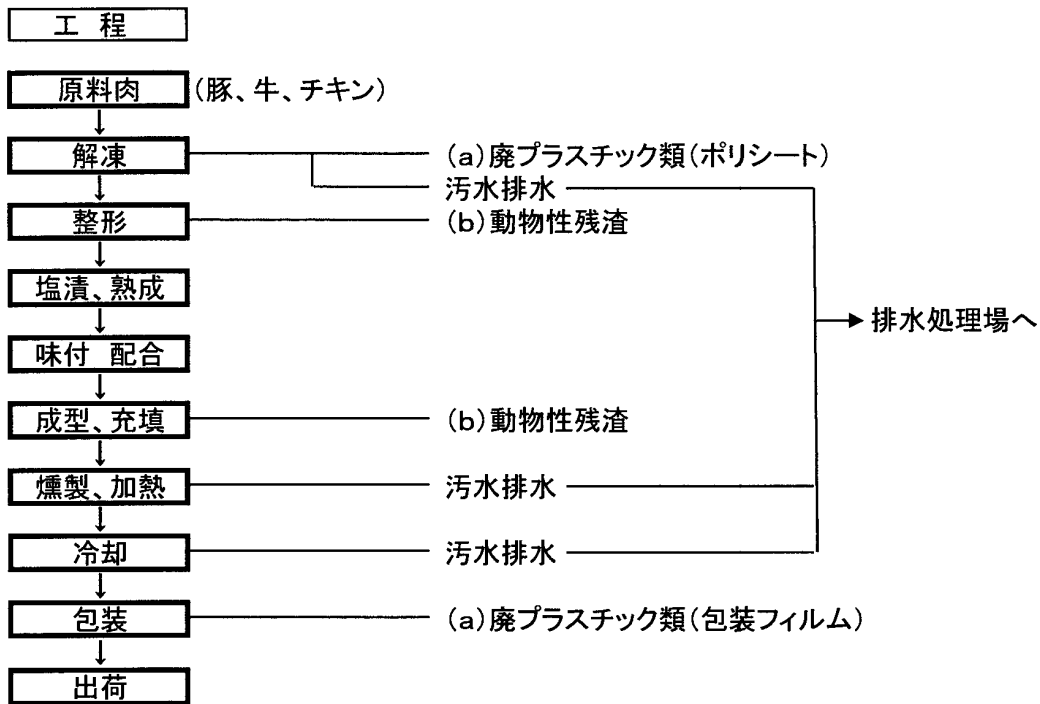 工 程
原料肉 (豚、牛、チキン)
解凍 (a)廃プラスチック類(ポリシート)
汚水排水
整形 (b)動物性残渣
塩漬、熟成
排水処理場へ
味付 配合
成型、充填 (b)動物性残渣
燻製、加熱 汚水排水
冷却 汚水排水
包装 (a)廃プラスチック類(包装フィルム)
出荷